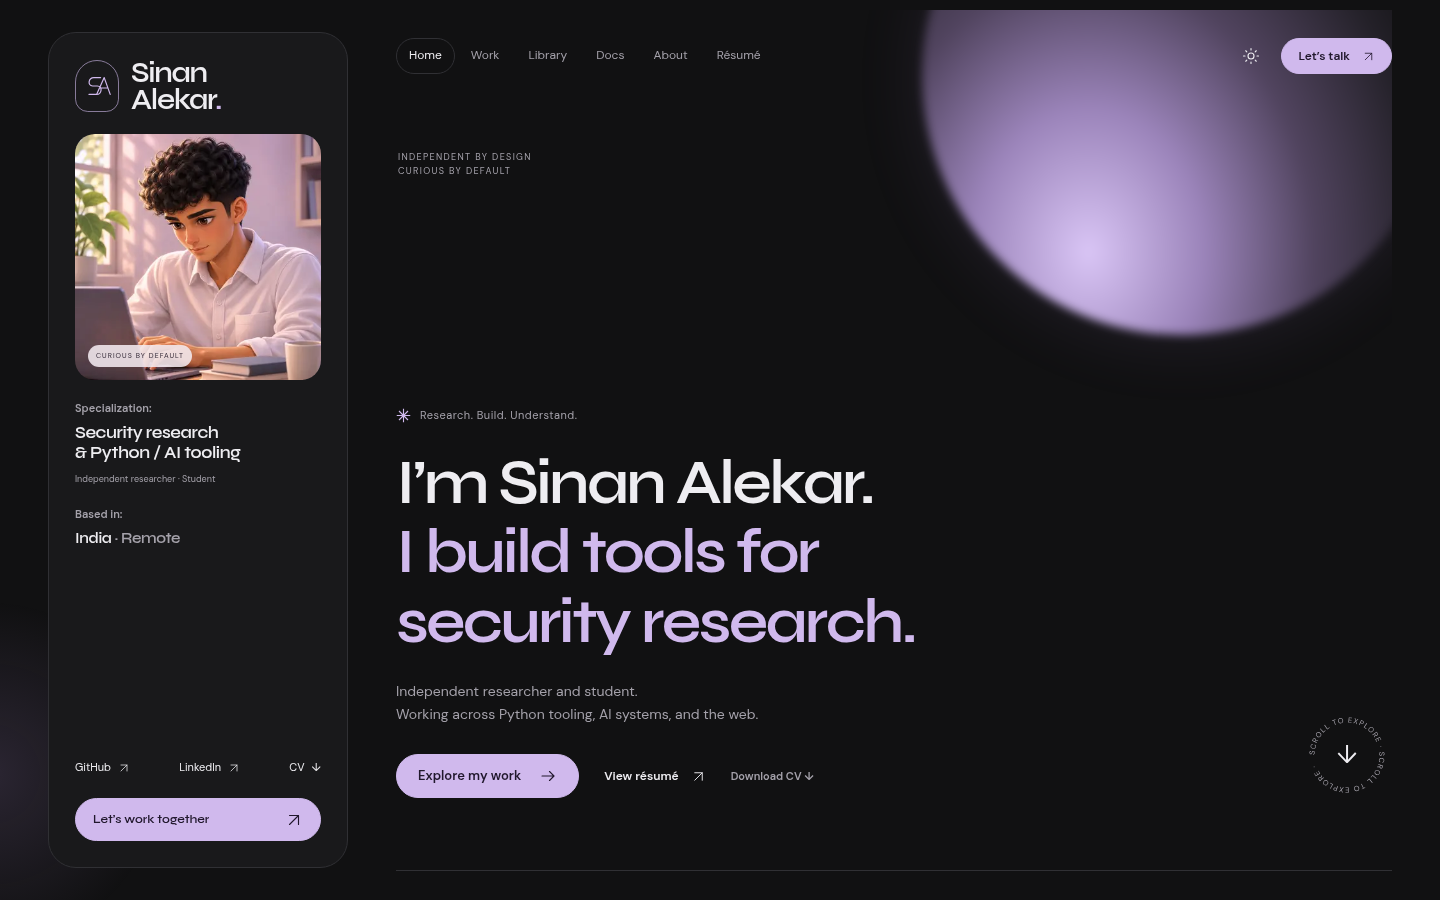 SA
Sinan
Alekar.
CURIOUS BY DEFAULT
Specialization:
Security research
& Python / AI tooling
Independent researcher · Student
Based in:
India · Remote
GitHub
LinkedIn
CV ↓
Let's work together
Home
Work
Library
Docs
About
Résumé
Let's talk
INDEPENDENT BY DESIGN
CURIOUS BY DEFAULT
Research. Build. Understand.
I’m Sinan Alekar.
I build tools for
security research.
Independent researcher and student.
Working across Python tooling, AI systems, and the web.
Explore my work →
View résumé
Download CV ↓
SCROLL TO EXPLORE · SCROLL TO EXPLORE ·